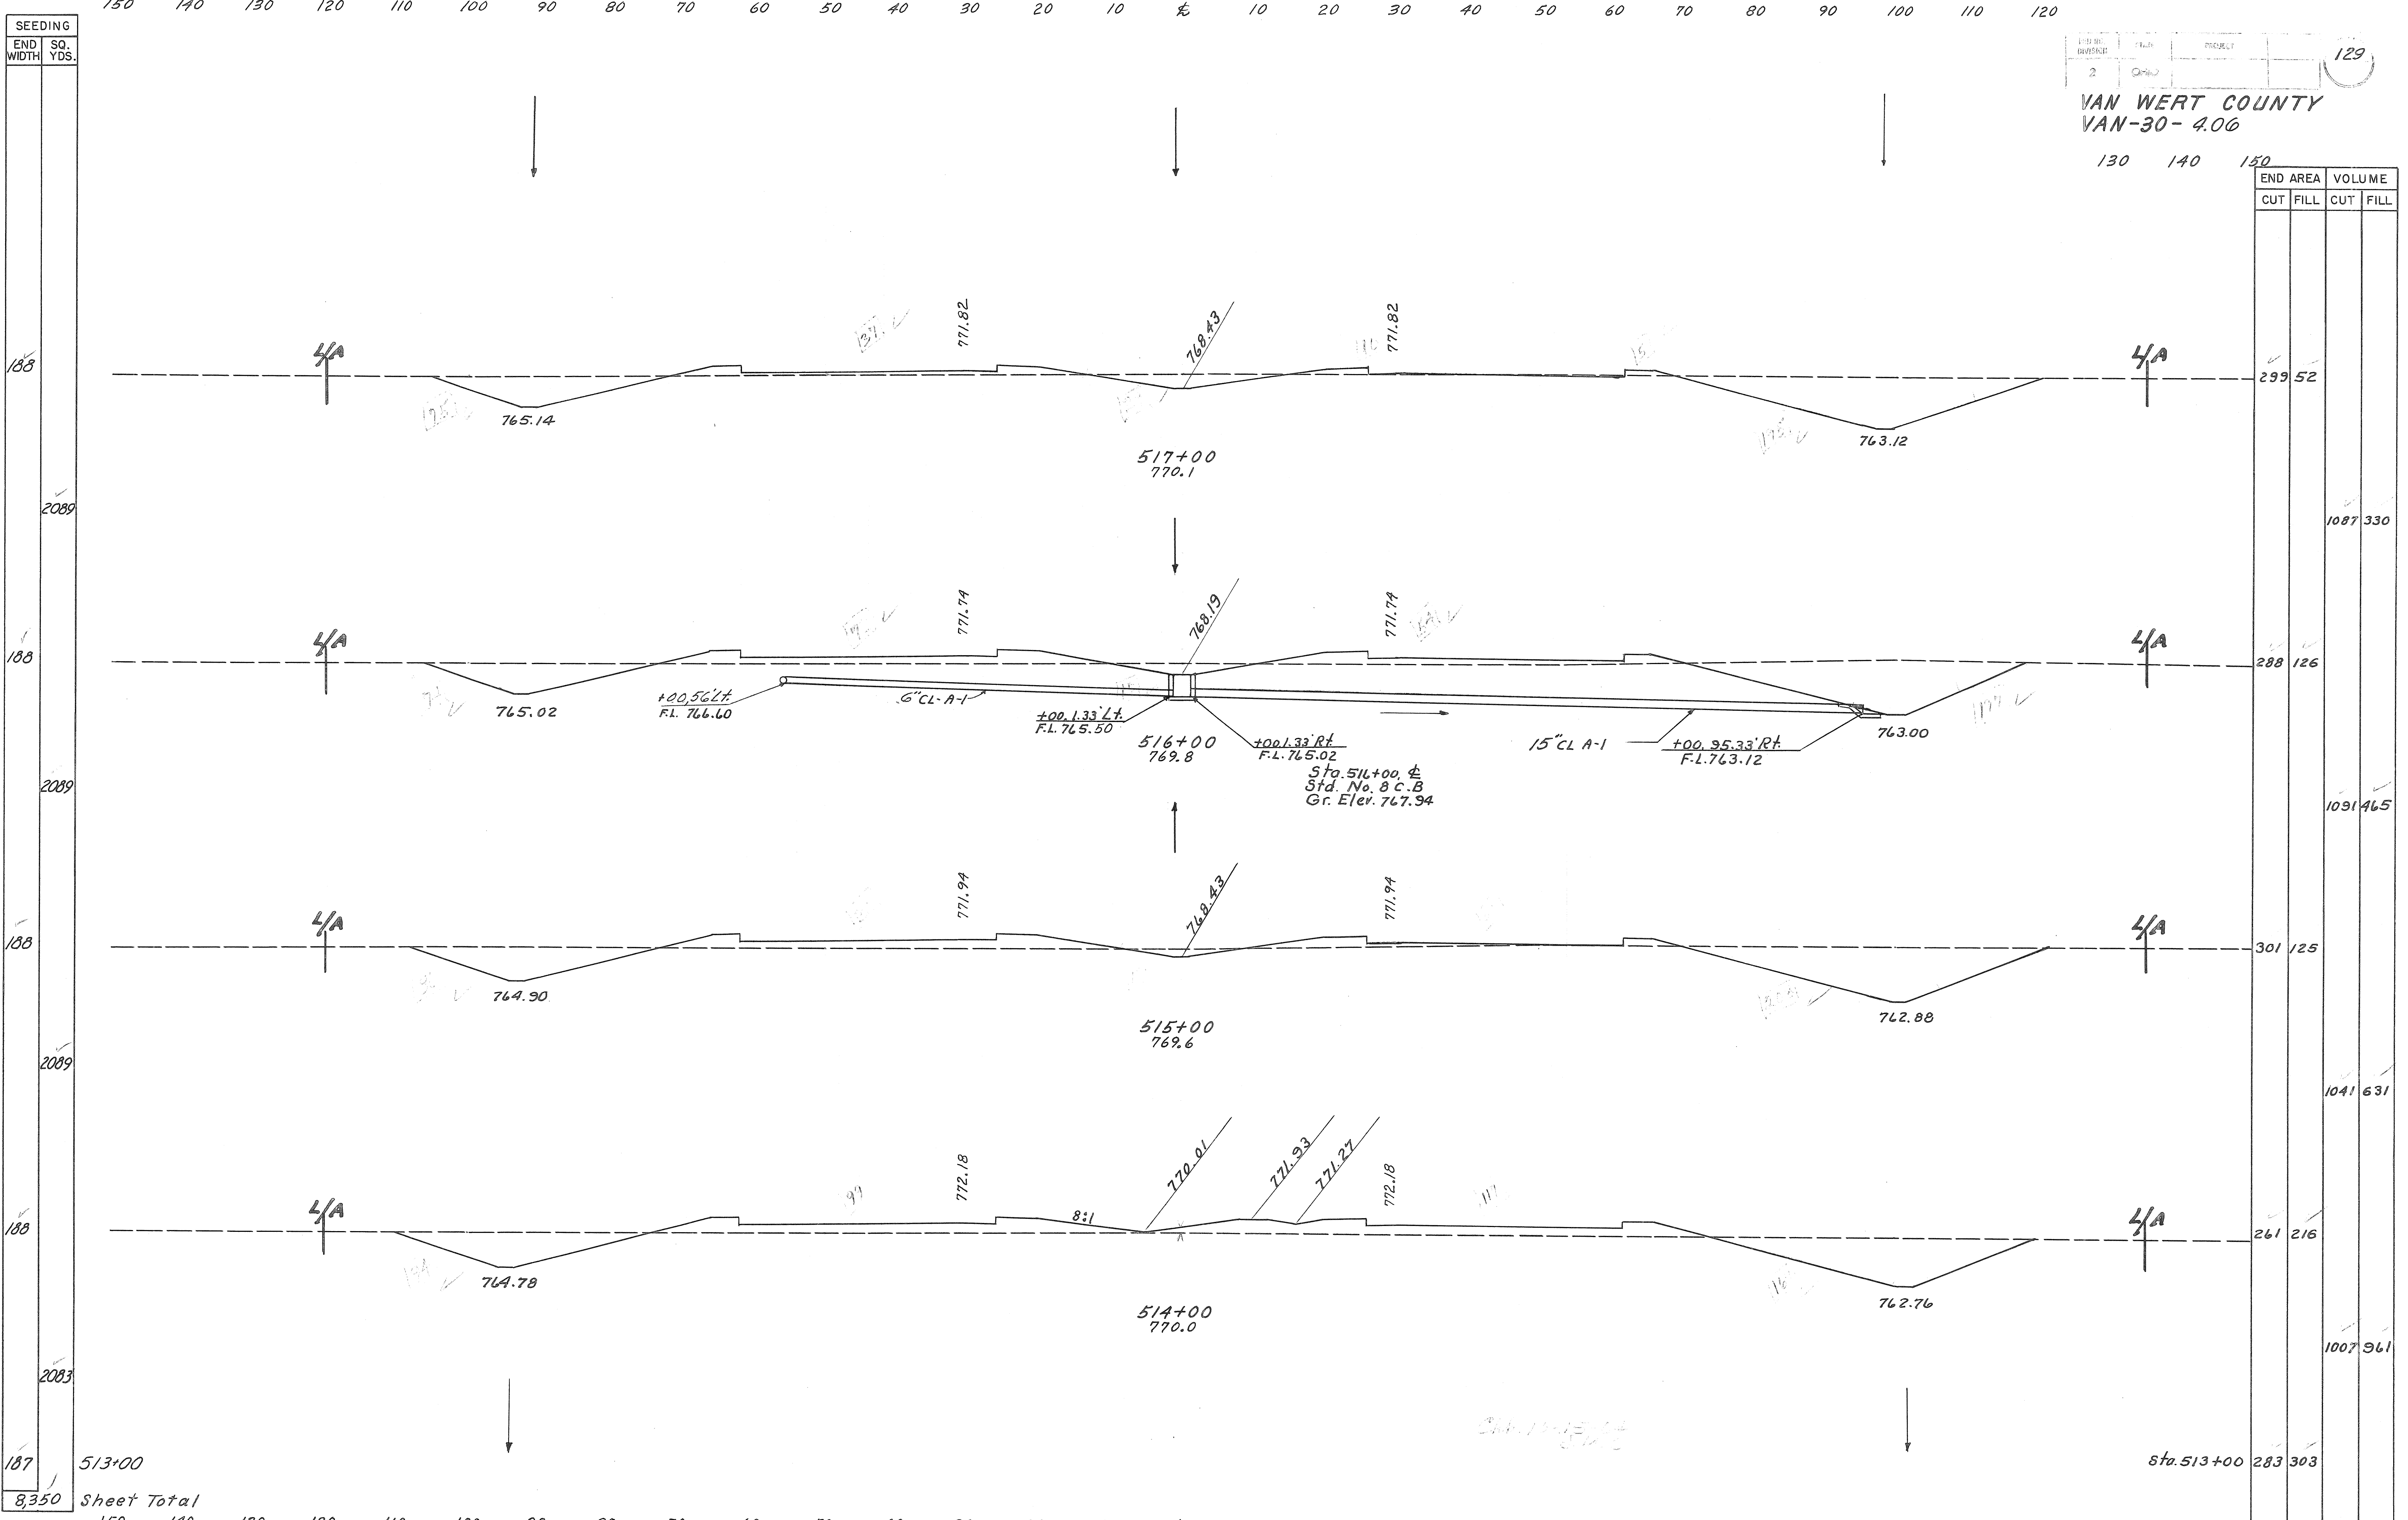 150 140 130 120 110 100 90 80 70 60 50 40 30 20 10 ℄ 10 20 30 40 50 60 70 80 90 100 110 120
SEEDING
END WIDTH
SQ. YDS.
PROJECT
2
129
VAN WERT COUNTY
VAN-30-4.06
130 140 150
END AREA VOLUME
CUT FILL CUT FILL
771.82
768.43
771.82
188
L/A
L/A
299 52
765.14
763.12
517+00
770.1
2089
1087 330
771.74
768.19
771.74
188
L/A
L/A
288 126
765.02
+00,56'Lt.
F.L. 766.60
6"CL-A-1
+00,1.33'Lt.
F.L.765.50
516+00
769.8
+00,1.33'Rt.
F.L.765.02
15"CL A-1
+00, 95.33'Rt.
F.L.763.12
763.00
Sta.516+00, ℄
Std. No. 8 C.B
Gr. Elev. 767.94
2089
1091 465
771.94
768.43
771.94
188
L/A
L/A
301 125
764.90
762.88
515+00
769.6
2089
1041 631
772.18
770.01
771.93
771.27
772.18
8:1
188
L/A
L/A
261 216
764.78
762.76
514+00
770.0
2083
1007 961
187 513+00
Sta.513+00 283 303
8,350 Sheet Total